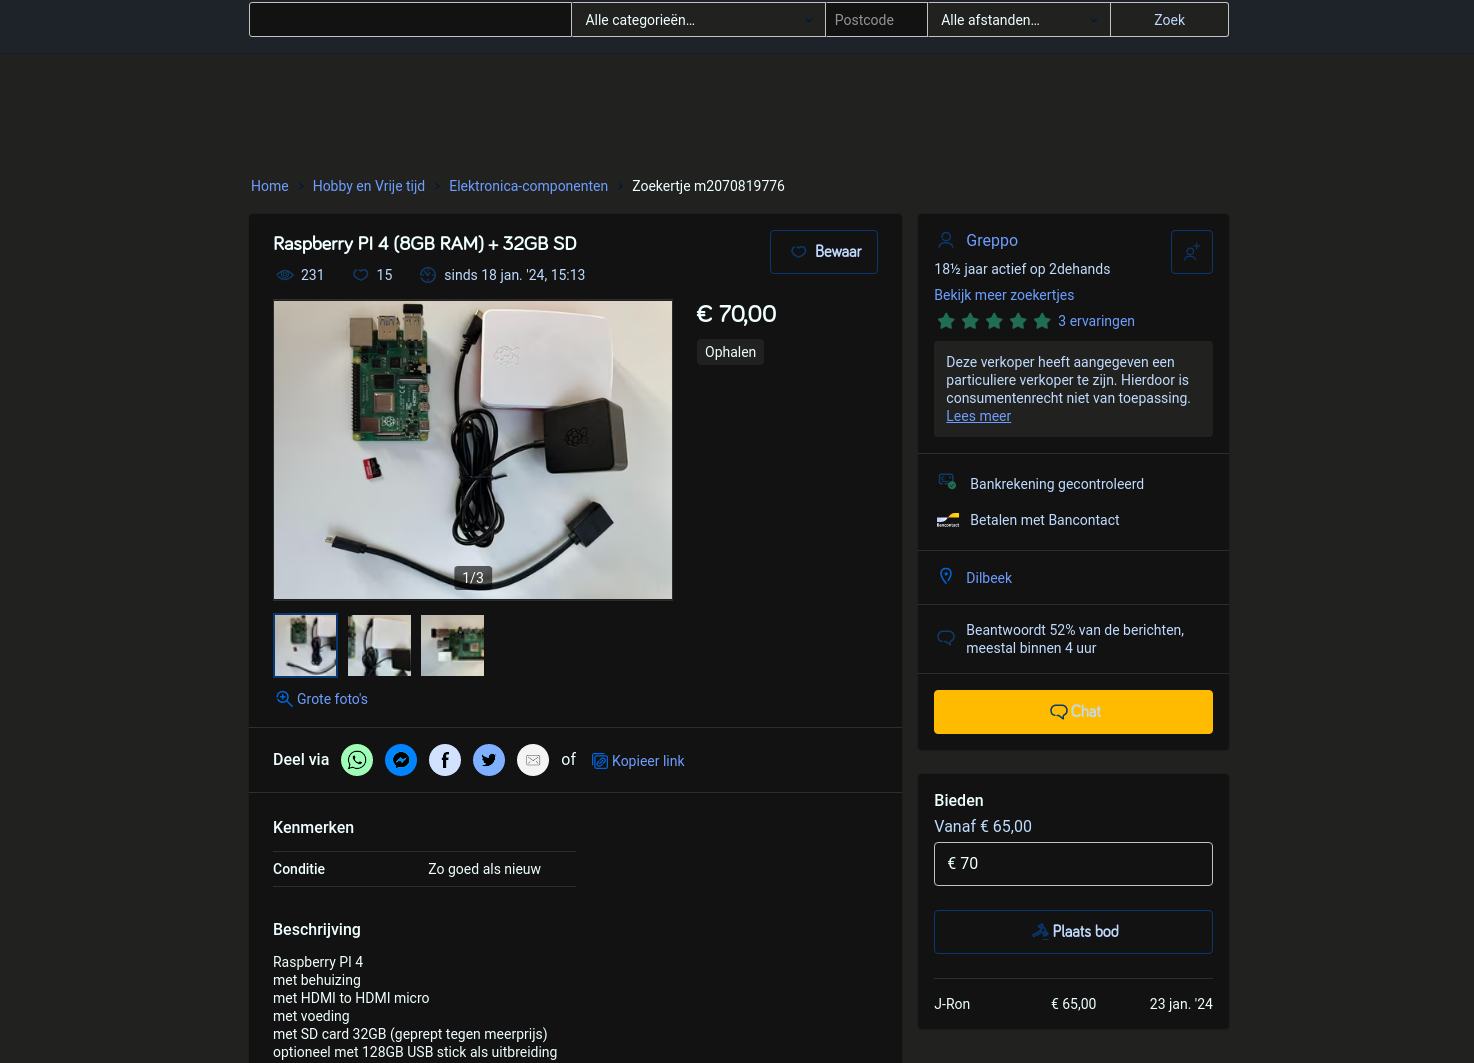 Alle categorieën…
Postcode
Alle afstanden…
Zoek
Home
Hobby en Vrije tijd
Elektronica-componenten
Zoekertje m2070819776
Raspberry PI 4 (8GB RAM) + 32GB SD
231
15
sinds 18 jan. '24, 15:13
Bewaar
€ 70,00
Ophalen
1/3
Grote foto's
Deel via
of
Kopieer link
Kenmerken
Conditie
Zo goed als nieuw
Beschrijving
Raspberry PI 4
met behuizing
met HDMI to HDMI micro
met voeding
met SD card 32GB (geprept tegen meerprijs)
optioneel met 128GB USB stick als uitbreiding
Greppo
18½ jaar actief op 2dehands
Bekijk meer zoekertjes
3 ervaringen
Deze verkoper heeft aangegeven een
particuliere verkoper te zijn. Hierdoor is
consumentenrecht niet van toepassing.
Lees meer
Bankrekening gecontroleerd
Bancontact
Betalen met Bancontact
Dilbeek
Beantwoordt 52% van de berichten,
meestal binnen 4 uur
Chat
Bieden
Vanaf € 65,00
€ 70
Plaats bod
J-Ron
€ 65,00
23 jan. '24